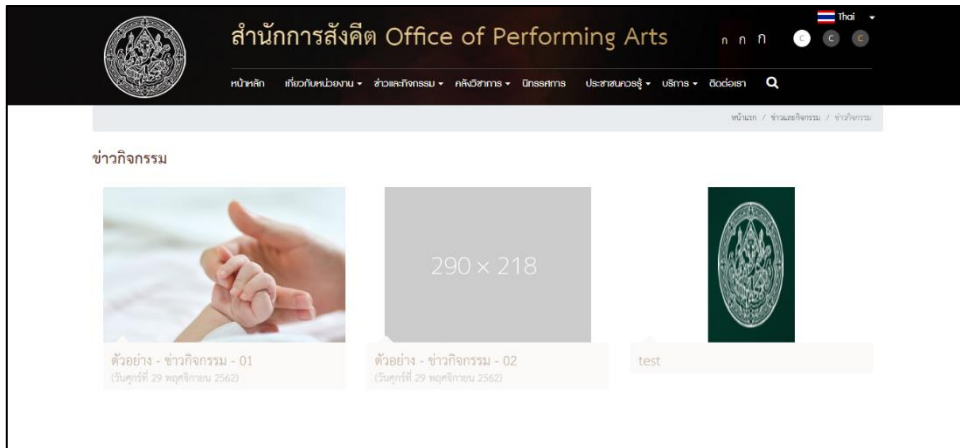 Thai
สำนักการสังคีต Office of Performing Arts
ก ก ก C C C
หน้าหลัก เกี่ยวกับหน่วยงาน ข่าวและกิจกรรม คลังวิชาการ นิทรรศการ ประชาชนควรรู้ บริการ ติดต่อเรา
หน้าแรก / ข่าวและกิจกรรม / ข่าวกิจกรรม
ข่าวกิจกรรม
290 × 218
ตัวอย่าง - ข่าวกิจกรรม - 01
(วันศุกร์ที่ 29 พฤศจิกายน 2562)
ตัวอย่าง - ข่าวกิจกรรม - 02
(วันศุกร์ที่ 29 พฤศจิกายน 2562)
test